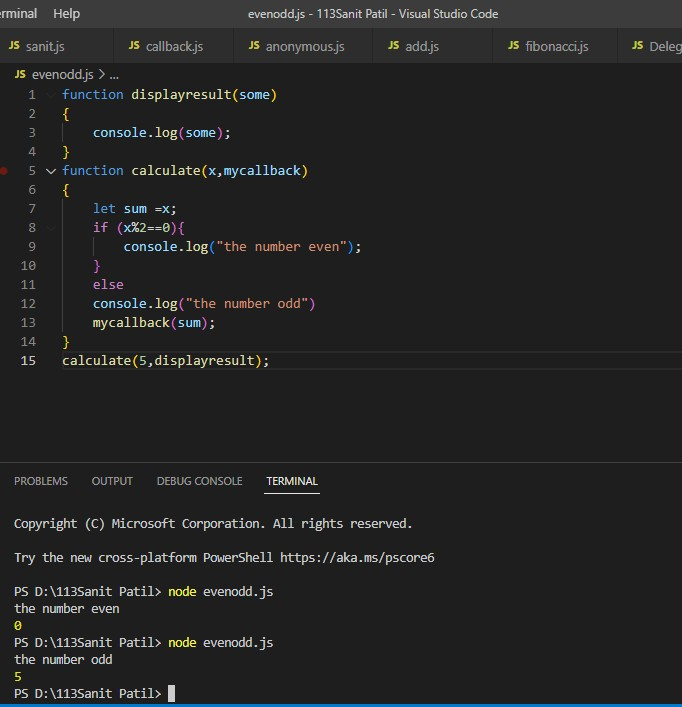 erminal Help evenodd.js - 113Sanit Patil - Visual Studio Code
JS sanit.js JS callback.js JS anonymous.js JS add.js JS fibonacci.js JS Deleg
JS evenodd.js > ...
1 function displayresult(some)
2 {
3 console.log(some);
4 }
5 function calculate(x,mycallback)
6 {
7 let sum =x;
8 if (x%2==0){
9 console.log("the number even");
10 }
11 else
12 console.log("the number odd")
13 mycallback(sum);
14 }
15 calculate(5,displayresult);
PROBLEMS OUTPUT DEBUG CONSOLE TERMINAL
Copyright (C) Microsoft Corporation. All rights reserved.
Try the new cross-platform PowerShell https://aka.ms/pscore6
PS D:\113Sanit Patil> node evenodd.js
the number even
0
PS D:\113Sanit Patil> node evenodd.js
the number odd
5
PS D:\113Sanit Patil>